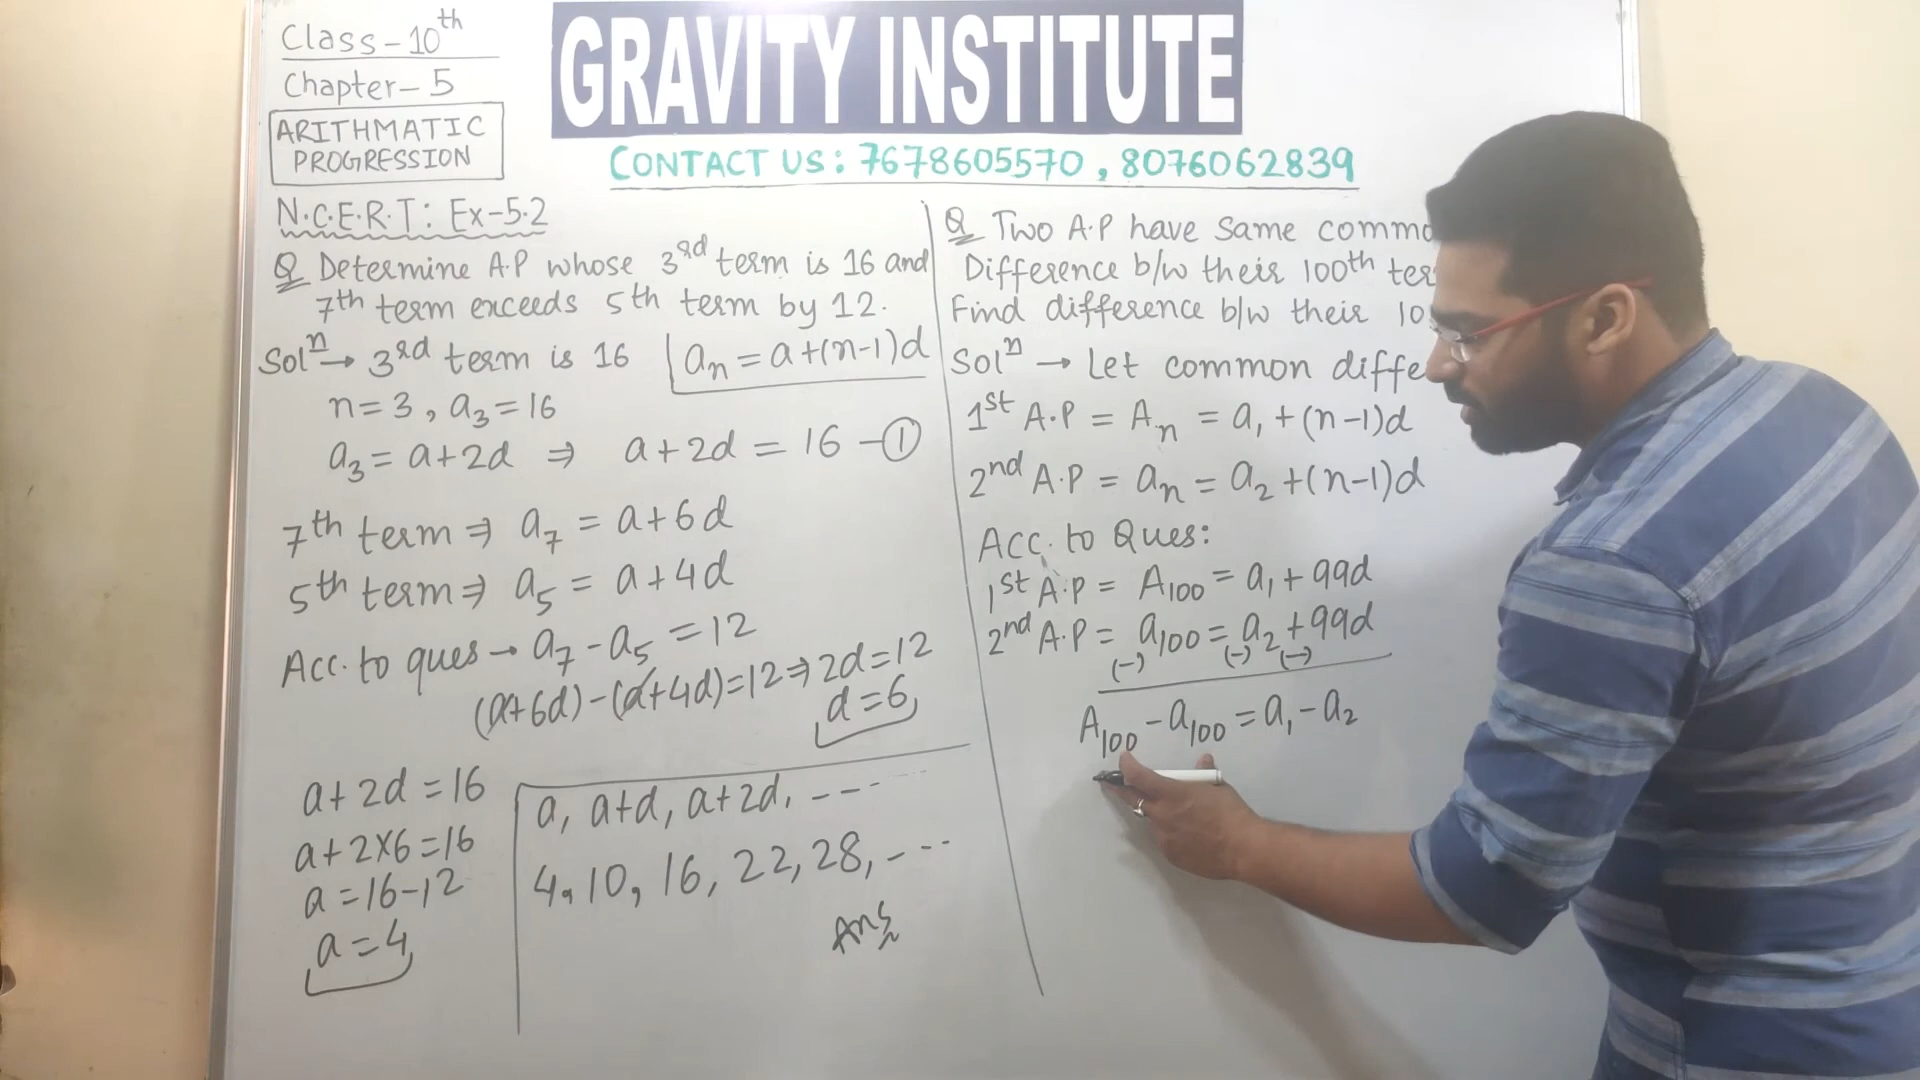 Class-10th
Chapter-5
ARITHMATIC
PROGRESSION
GRAVITY INSTITUTE
CONTACT US: 7678605570, 8076062839
N.C.E.R.T: Ex-5.2
Q Determine A.P whose 3rd term is 16 and
7th term exceeds 5th term by 12.
Solⁿ → 3rd term is 16
aₙ = a+(n-1)d
n=3, a₃=16
a₃ = a+2d ⇒ a+2d = 16 -①
7th term ⇒ a₇ = a+6d
5th term ⇒ a₅ = a+4d
Acc. to ques → a₇ - a₅ = 12
(a+6d)-(a+4d)=12 ⇒ 2d=12
d=6
a+2d=16
a+2×6=16
a=16-12
a=4
a, a+d, a+2d, ----
4, 10, 16, 22, 28, ---
Ans
Q Two A.P have same
Difference b/w their 100th
Find difference b/w their
Solⁿ → Let common
1st A.P = Aₙ = a₁+(n-1)d
2nd A.P = aₙ = a₂+(n-1)d
Acc. to Ques:
1st A.P = A₁₀₀ = a₁+99d
2nd A.P = a₁₀₀ = a₂+99d
(-) (-) (-)
A₁₀₀ - a₁₀₀ = a₁ - a₂